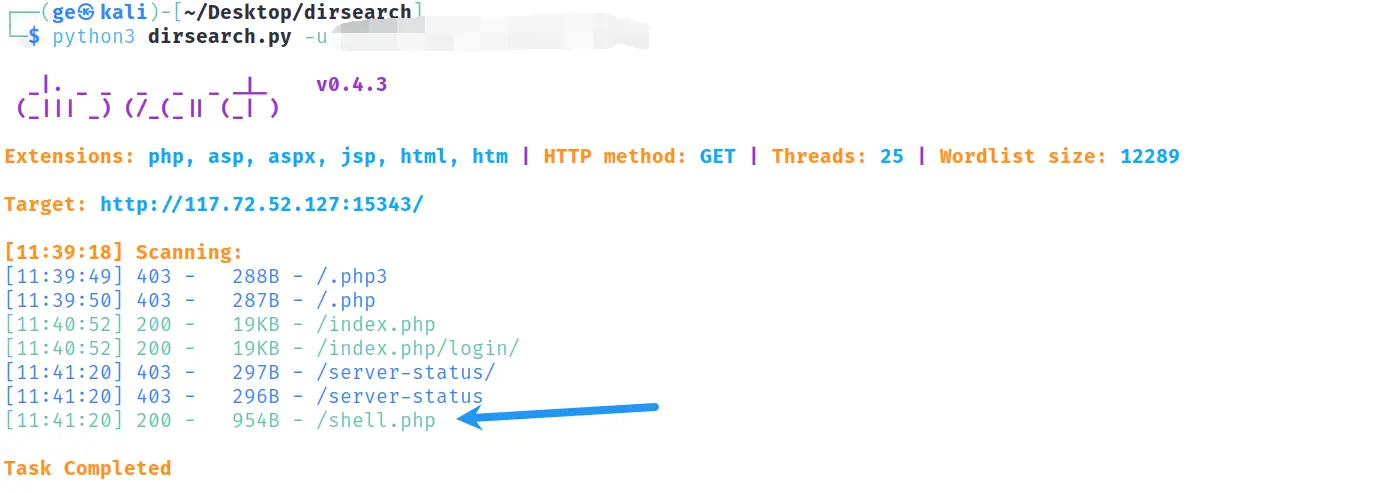 (ge㉿kali)-[~/Desktop/dirsearch]
$ python3 dirsearch.py -u
v0.4.3
Extensions: php, asp, aspx, jsp, html, htm | HTTP method: GET | Threads: 25 | Wordlist size: 12289
Target: http://117.72.52.127:15343/
[11:39:18] Scanning:
[11:39:49] 403 -   288B - /.php3
[11:39:50] 403 -   287B - /.php
[11:40:52] 200 -   19KB - /index.php
[11:40:52] 200 -   19KB - /index.php/login/
[11:41:20] 403 -   297B - /server-status/
[11:41:20] 403 -   296B - /server-status
[11:41:20] 200 -   954B - /shell.php
Task Completed